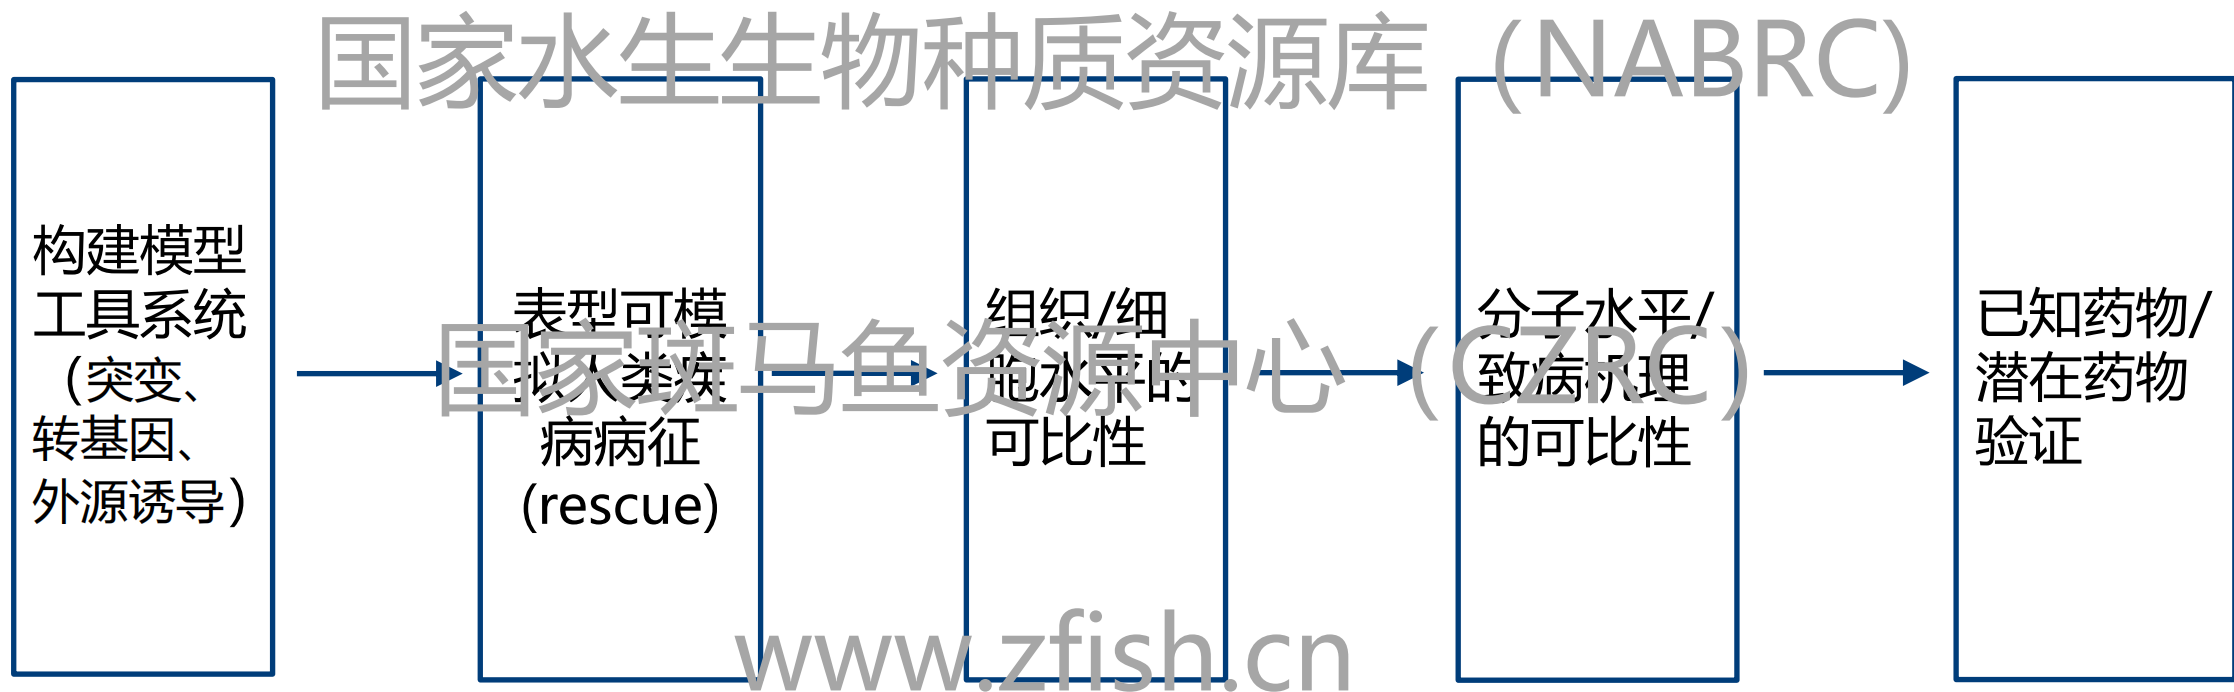 国家水生生物种质资源库（NABRC）
构建模型
工具系统
（突变、
转基因、
外源诱导）
表型可模
拟人类疾
病病征
(rescue)
组织/细
胞水平的
可比性
分子水平/
致病机理
的可比性
已知药物/
潜在药物
验证
国家斑马鱼资源中心（CZRC）
www.zfish.cn